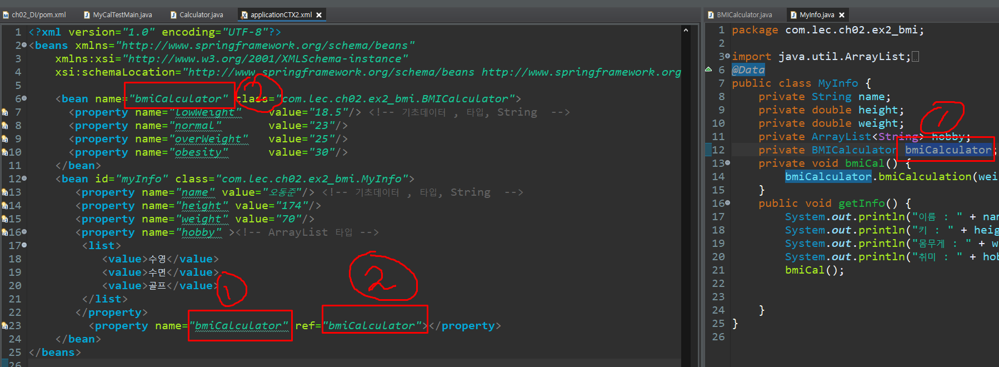 ch02_DI/pom.xml MyCalTestMain.java Calculator.java applicationCTX2.xml
1 <?xml version="1.0" encoding="UTF-8"?>
2 <beans xmlns="http://www.springframework.org/schema/beans"
3 xmlns:xsi="http://www.w3.org/2001/XMLSchema-instance"
4 xsi:schemaLocation="http://www.springframework.org/schema/beans http://www.springframework.org
5
6 <bean name="bmiCalculator" class="com.lec.ch02.ex2_bmi.BMICalculator">
7 <property name="lowWeight" value="18.5"/> <!-- 기초데이터 , 타입, String -->
8 <property name="normal" value="23"/>
9 <property name="overWeight" value="25"/>
10 <property name="obesity" value="30"/>
11 </bean>
12 <bean id="myInfo" class="com.lec.ch02.ex2_bmi.MyInfo">
13 <property name="name" value="오동준"/> <!-- 기초데이터 , 타입, String -->
14 <property name="height" value="174"/>
15 <property name="weight" value="70"/>
16 <property name="hobby" ><!-- ArrayList 타입 -->
17 <list>
18 <value>수영</value>
19 <value>수면</value>
20 <value>골프</value>
21 </list>
22 </property>
23 <property name="bmiCalculator" ref="bmiCalculator"></property>
24 </bean>
25 </beans>
26
2
1
2
BMICalculator.java MyInfo.java
1 package com.lec.ch02.ex2_bmi;
2
3 import java.util.ArrayList;
6 @Data
7 public class MyInfo {
8 private String name;
9 private double height;
10 private double weight;
11 private ArrayList<String> hobby;
12 private BMICalculator bmiCalculator;
13 private void bmiCal() {
14 bmiCalculator.bmiCalculation(wei
15 }
16 public void getInfo() {
17 System.out.println("이름 : " + nam
18 System.out.println("키 : " + heigh
19 System.out.println("몸무게 : " + w
20 System.out.println("취미 : " + hob
21 bmiCal();
22
23
24 }
25 }
26
1